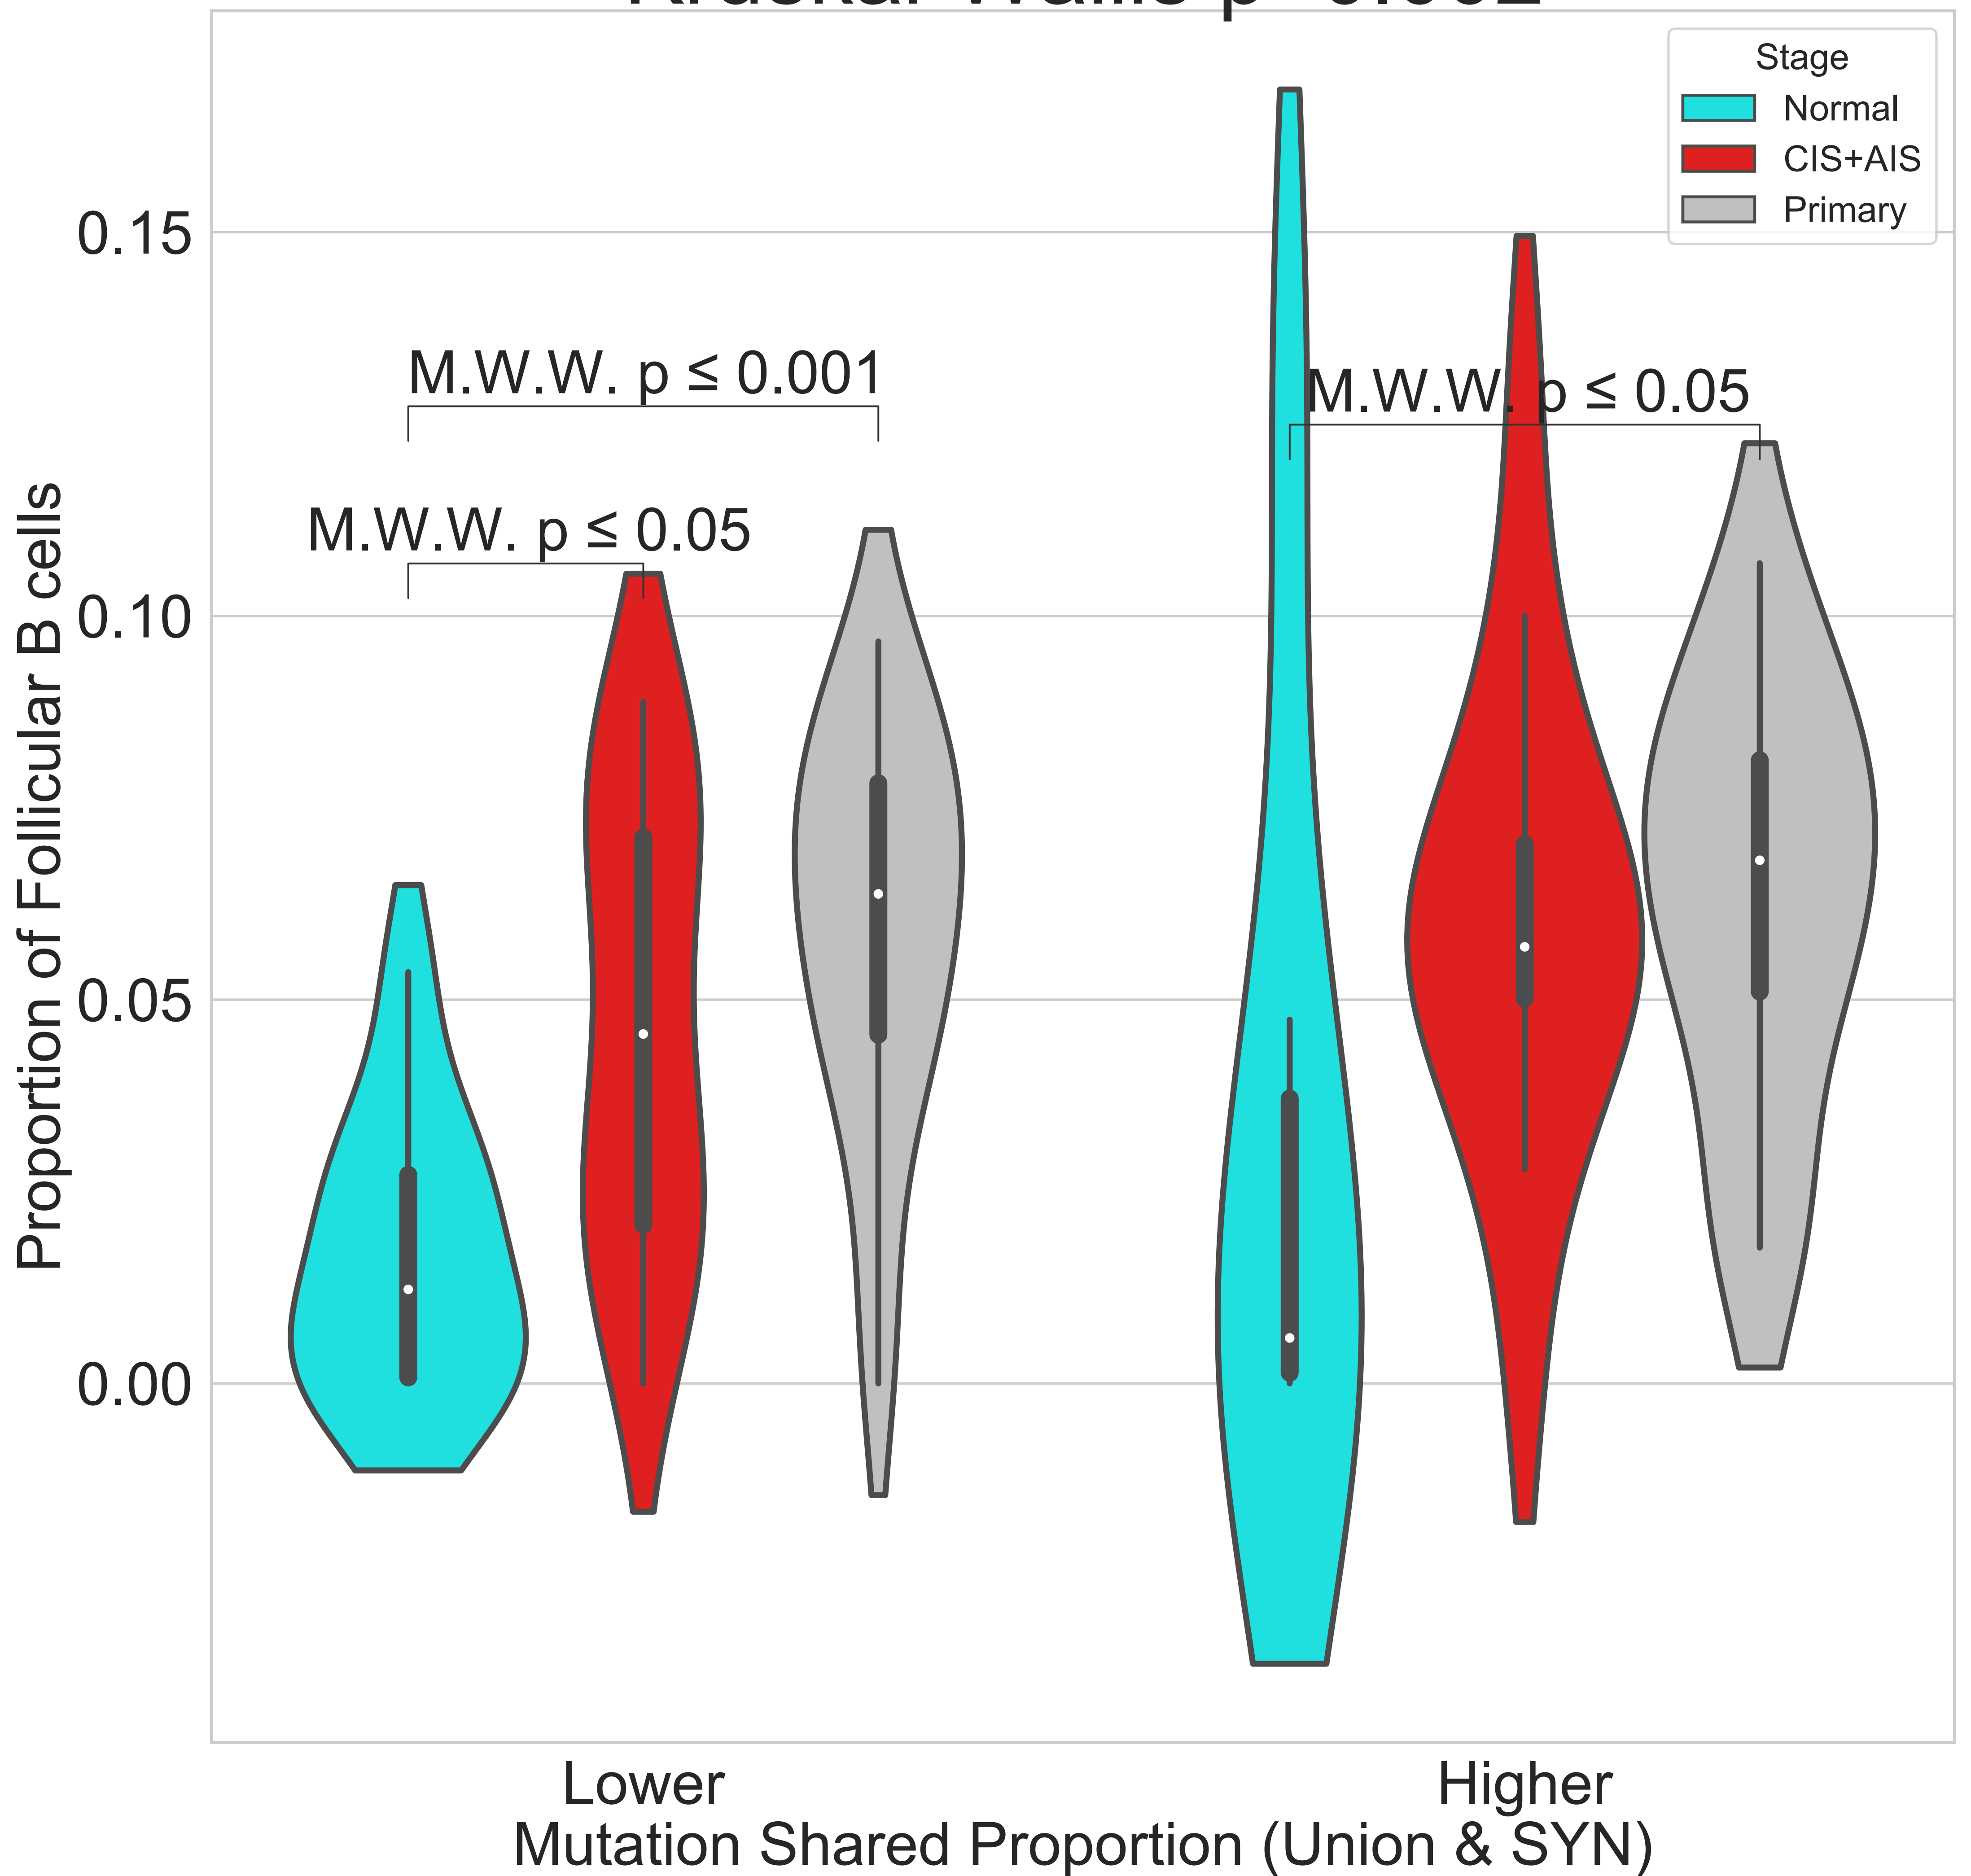 Stage
Normal
CIS+AIS
Primary
0.15
0.10
0.05
0.00
Proportion of Follicular B cells
M.W.W. p ≤ 0.001
M.W.W. p ≤ 0.05
M.W.W. p ≤ 0.05
Lower
Higher
Mutation Shared Proportion (Union & SYN)